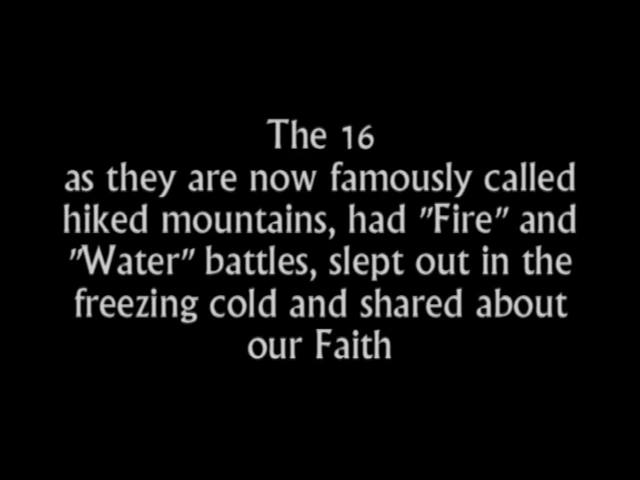 The 16
as they are now famously called
hiked mountains, had "Fire" and
"Water" battles, slept out in the
freezing cold and shared about
our Faith